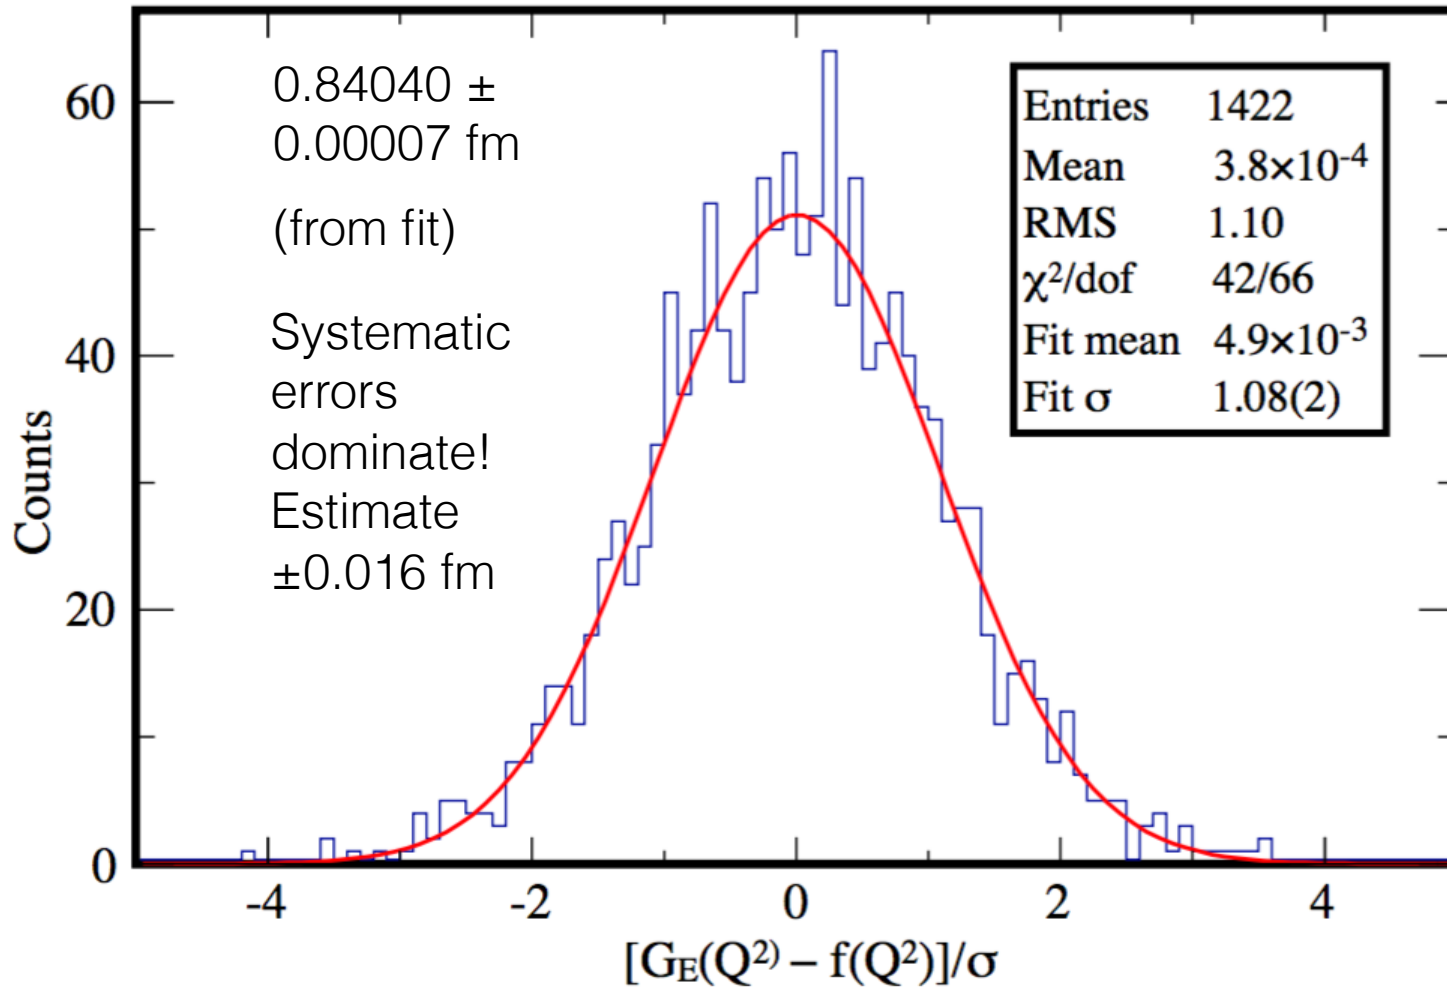 0.84040 ±
0.00007 fm
(from fit)
Systematic
errors
dominate!
Estimate
±0.016 fm
Entries 1422
Mean 3.8×10⁻⁴
RMS 1.10
χ²/dof 42/66
Fit mean 4.9×10⁻³
Fit σ 1.08(2)
Counts
60
40
20
0
-4 -2 0 2 4
[G_E(Q²⁾ – f(Q²)]/σ